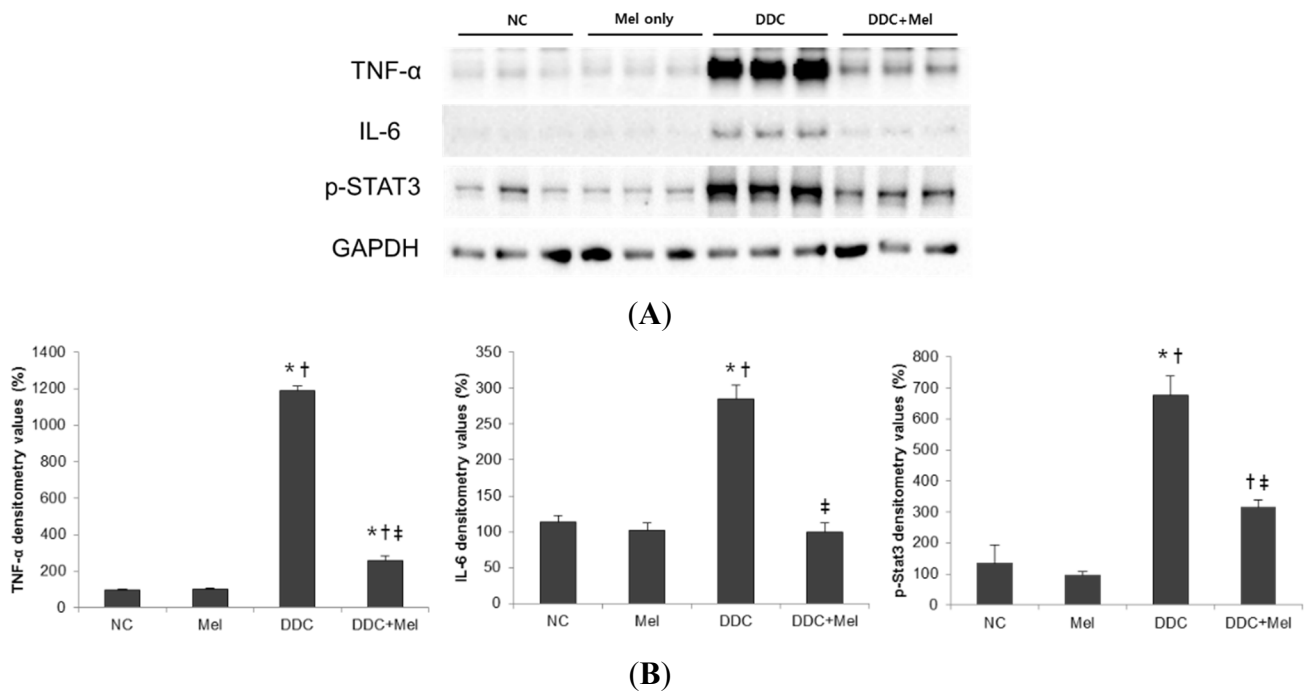 NC Mel only DDC DDC+Mel
TNF-α
IL-6
p-STAT3
GAPDH
(A)
TNF-α densitometry values (%)
1400
1200
1000
800
600
400
200
0
* †
*†‡
NC Mel DDC DDC+Mel
IL-6 densitometry values (%)
350
300
250
200
150
100
50
0
* †
‡
NC Mel DDC DDC+Mel
p-Stat3 densitometry values (%)
800
700
600
500
400
300
200
100
0
* †
†‡
NC Mel DDC DDC+Mel
(B)